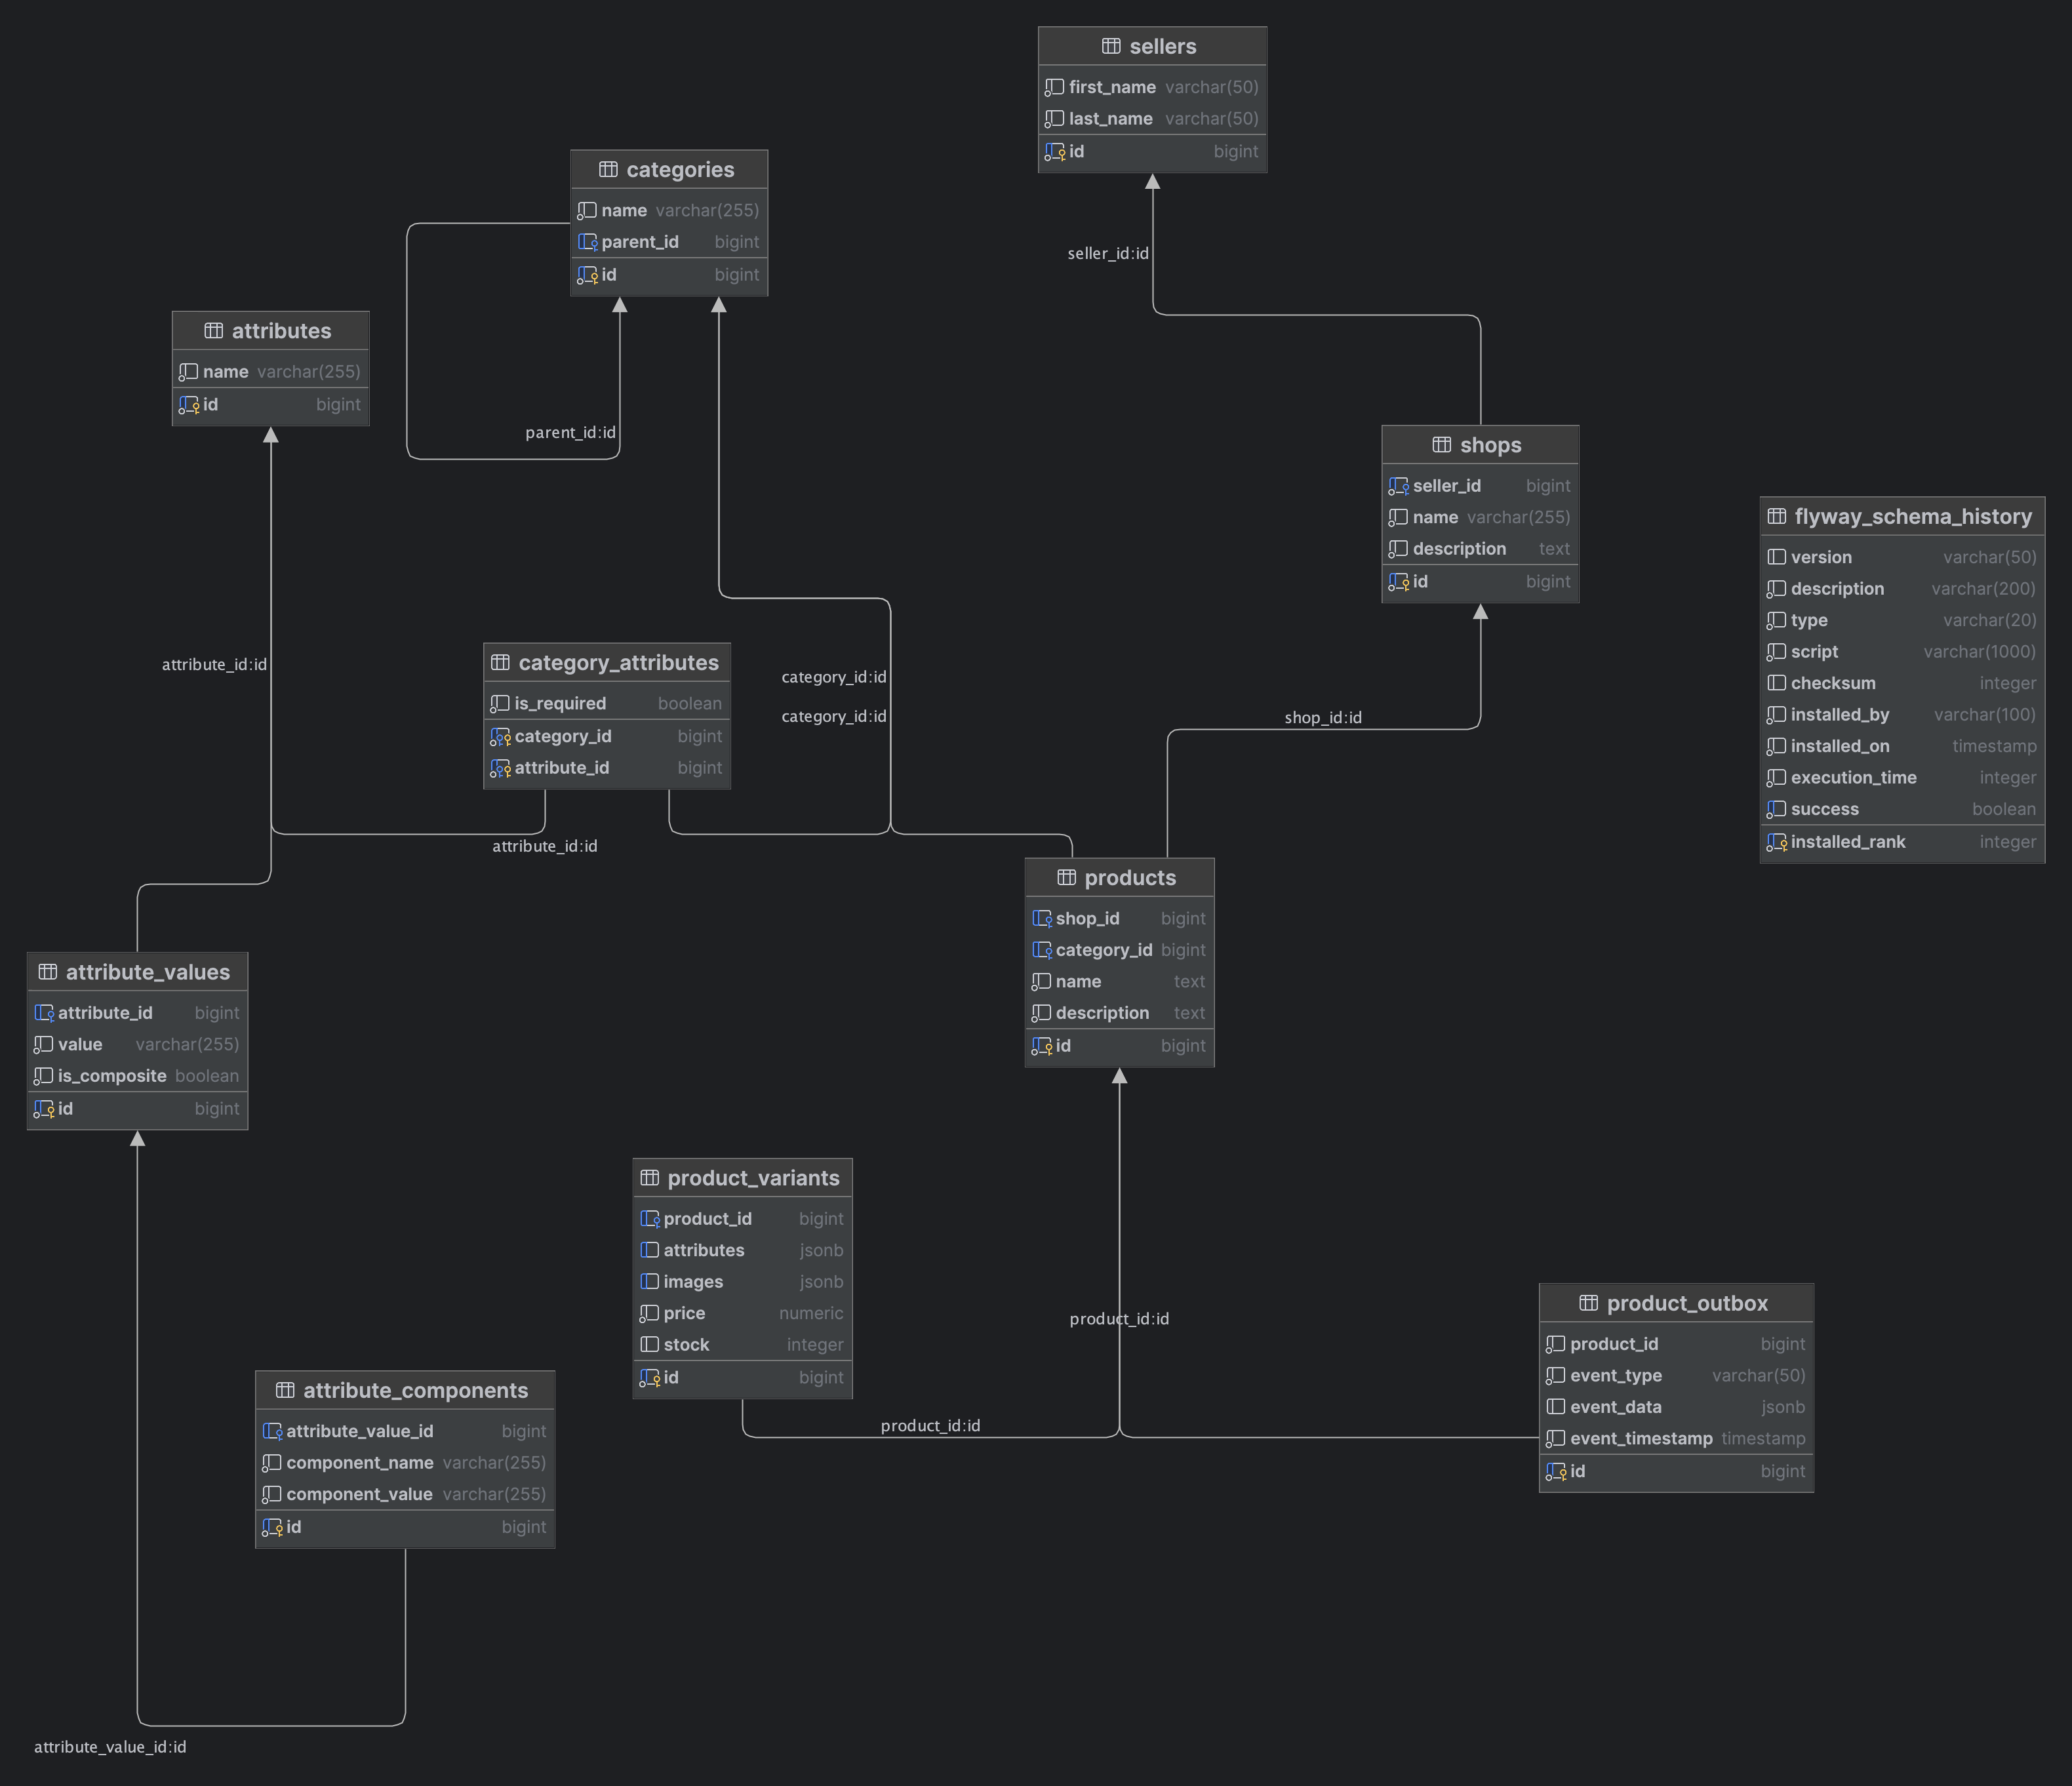 sellers
first_name varchar(50)
last_name varchar(50)
id bigint
categories
name varchar(255)
parent_id bigint
id bigint
seller_id:id
attributes
name varchar(255)
id bigint
parent_id:id
shops
seller_id bigint
name varchar(255)
description text
id bigint
flyway_schema_history
version varchar(50)
description varchar(200)
type varchar(20)
script varchar(1000)
checksum integer
installed_by varchar(100)
installed_on timestamp
execution_time integer
success boolean
installed_rank integer
attribute_id:id
category_attributes
is_required boolean
category_id bigint
attribute_id bigint
category_id:id
category_id:id
shop_id:id
attribute_id:id
products
shop_id bigint
category_id bigint
name text
description text
id bigint
attribute_values
attribute_id bigint
value varchar(255)
is_composite boolean
id bigint
product_variants
product_id bigint
attributes jsonb
images jsonb
price numeric
stock integer
id bigint
product_id:id
product_id:id
product_outbox
product_id bigint
event_type varchar(50)
event_data jsonb
event_timestamp timestamp
id bigint
attribute_components
attribute_value_id bigint
component_name varchar(255)
component_value varchar(255)
id bigint
attribute_value_id:id